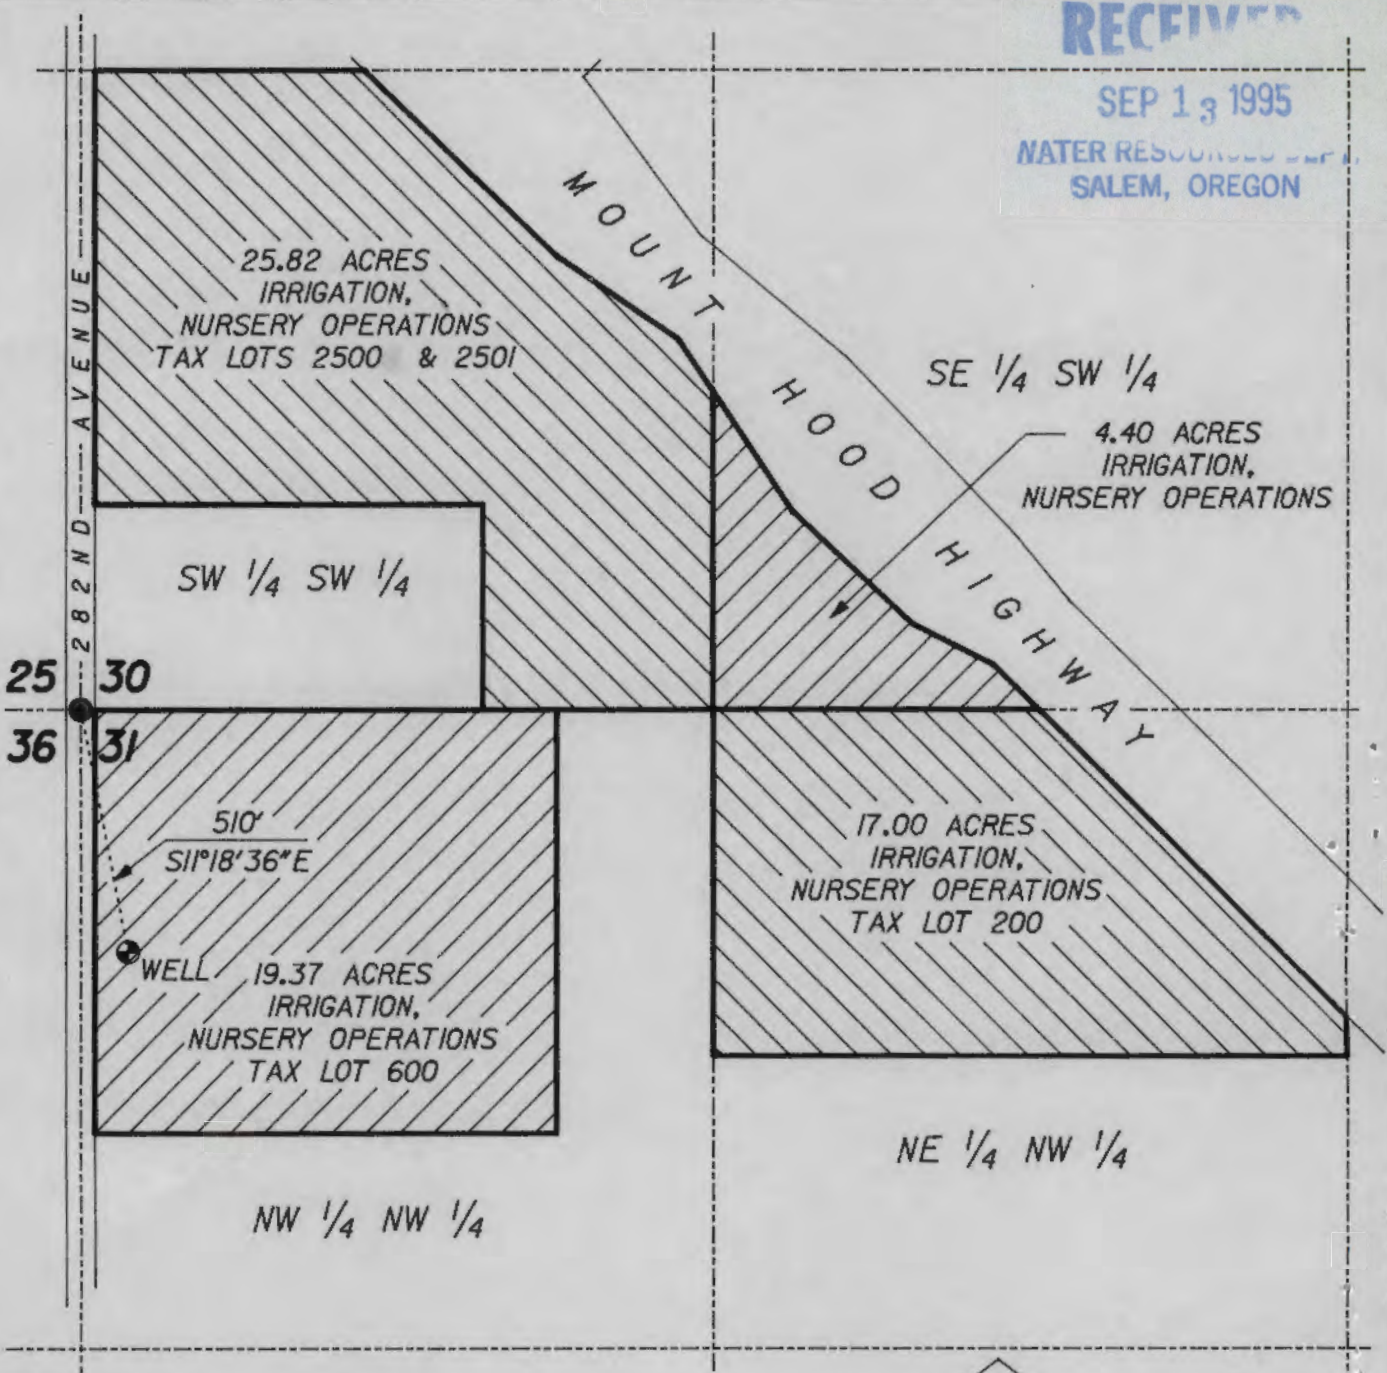 RECEIVED
SEP 13 1995
WATER RESOURCES DEPT.
SALEM, OREGON
MOUNT HOOD HIGHWAY
282ND AVENUE
25.82 ACRES
IRRIGATION,
NURSERY OPERATIONS
TAX LOTS 2500 & 2501
SE 1/4 SW 1/4
4.40 ACRES
IRRIGATION,
NURSERY OPERATIONS
SW 1/4 SW 1/4
25 30
36 31
510'
S11°18'36"E
WELL
19.37 ACRES
IRRIGATION,
NURSERY OPERATIONS
TAX LOT 600
17.00 ACRES
IRRIGATION,
NURSERY OPERATIONS
TAX LOT 200
NE 1/4 NW 1/4
NW 1/4 NW 1/4